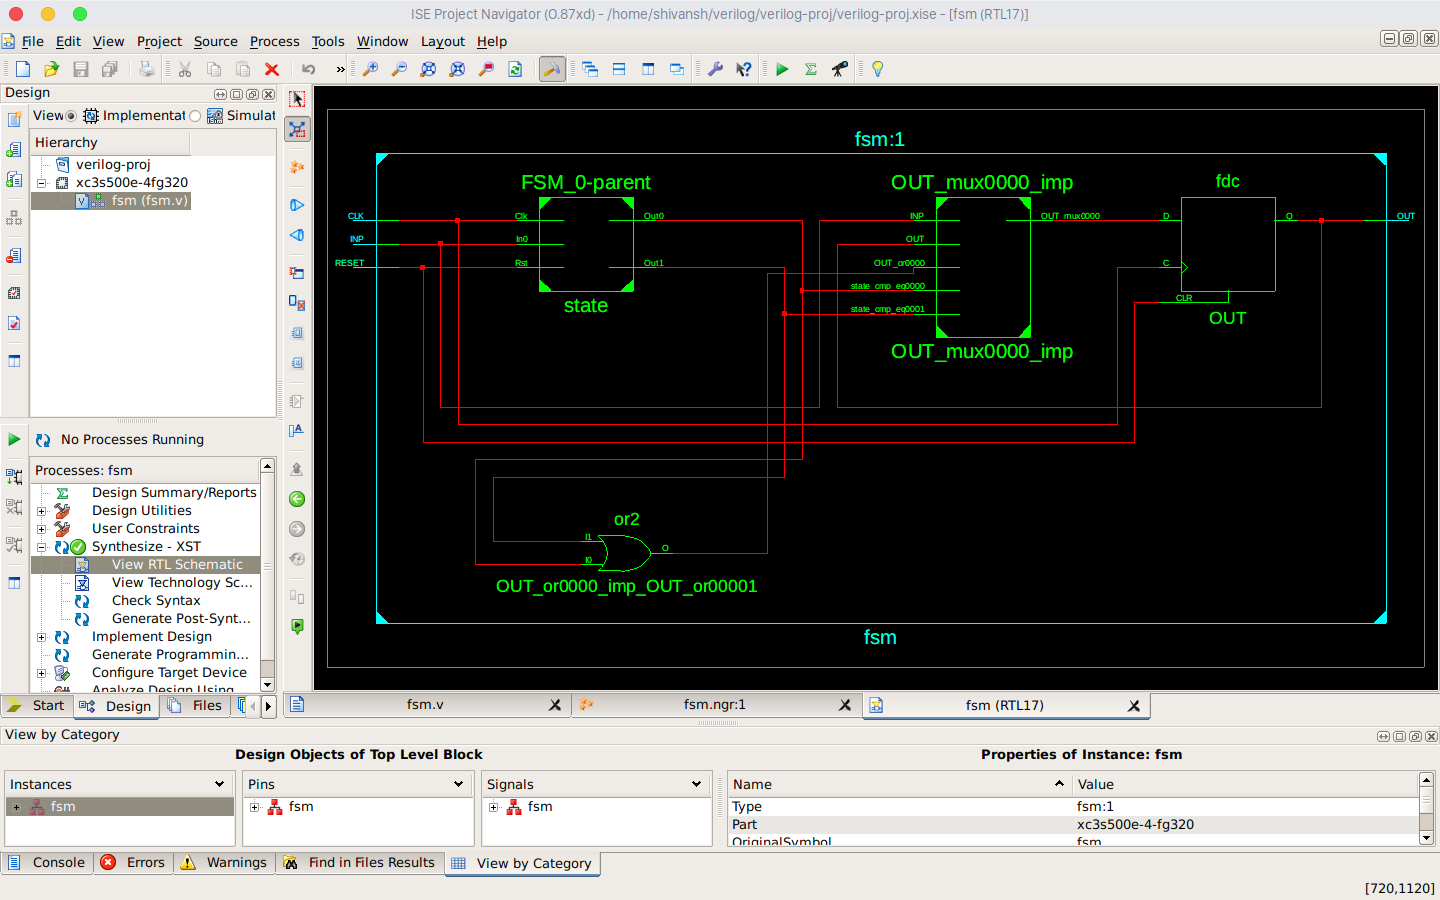 ISE Project Navigator (O.87xd) - /home/shivansh/verilog/verilog-proj/verilog-proj.xise - [fsm (RTL17)]
File Edit View Project Source Process Tools Window Layout Help
Design
View Implementat Simulat
Hierarchy
verilog-proj
xc3s500e-4fg320
fsm (fsm.v)
No Processes Running
Processes: fsm
Design Summary/Reports
Design Utilities
User Constraints
Synthesize - XST
View RTL Schematic
View Technology Sc...
Check Syntax
Generate Post-Synt...
Implement Design
Generate Programmin...
Configure Target Device
Analyze Design Using
Start Design Files
fsm:1
FSM_0-parent
OUT_mux0000_imp
fdc
CLK
INP
RESET
Clk
In0
Rst
Out0
Out1
state
INP
OUT
OUT_or0000
state_cmp_eq0000
state_cmp_eq0001
OUT_mux0000
OUT_mux0000_imp
D
C
Q
CLR
OUT
OUT
or2
I1
I0
O
OUT_or0000_imp_OUT_or00001
fsm
fsm.v
fsm.ngr:1
fsm (RTL17)
View by Category
Design Objects of Top Level Block
Properties of Instance: fsm
Instances
fsm
Pins
fsm
Signals
fsm
Name Value
Type fsm:1
Part xc3s500e-4-fg320
OriginalSymbol fsm
Console Errors Warnings Find in Files Results View by Category
[720,1120]